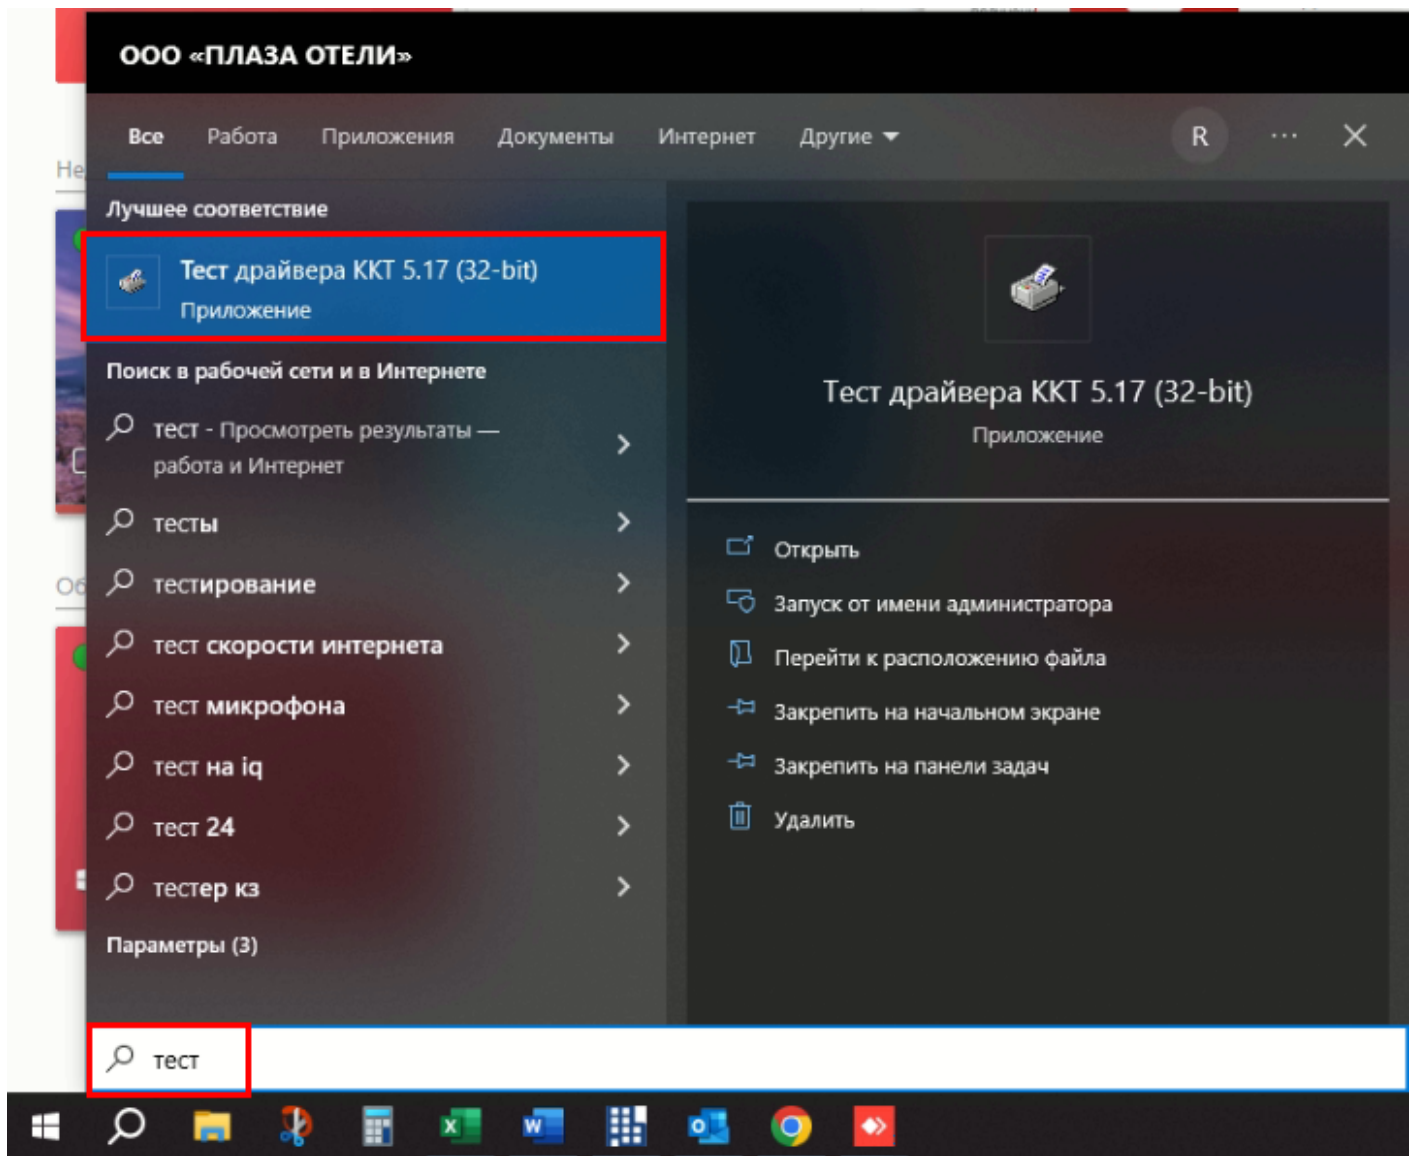 ООО «ПЛАЗА ОТЕЛИ»
Все Работа Приложения Документы Интернет Другие R ...
Не
Лучшее соответствие
Тест драйвера ККТ 5.17 (32-bit)
Приложение
Поиск в рабочей сети и в Интернете
тест - Просмотреть результаты —
работа и Интернет
тесты
тестирование
тест скорости интернета
тест микрофона
тест на iq
тест 24
тестер кз
Параметры (3)
Об
Тест драйвера ККТ 5.17 (32-bit)
Приложение
Открыть
Запуск от имени администратора
Перейти к расположению файла
Закрепить на начальном экране
Закрепить на панели задач
Удалить
тест